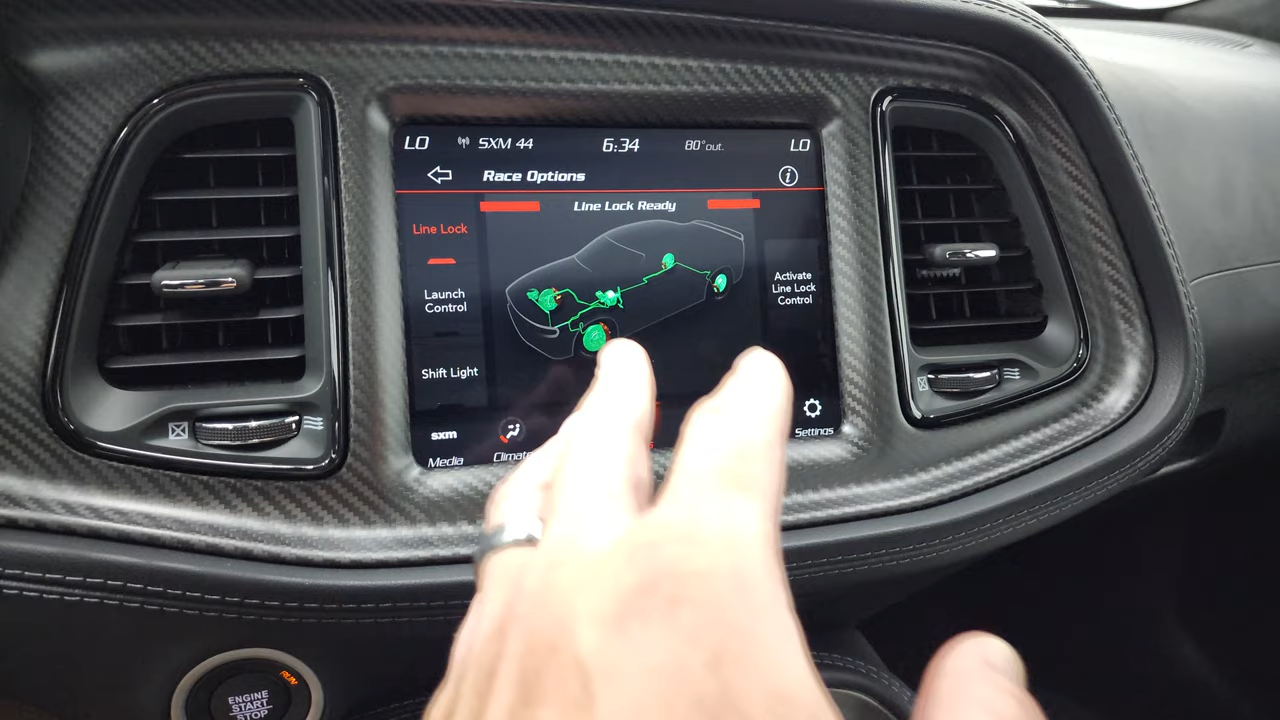 LO SXM 44 6:34 80°out. LO
Race Options
Line Lock Ready
Line Lock
Launch
Control
Shift Light
Activate
Line Lock
Control
sxm
Media
Settings
RUN
ENGINE
START
STOP